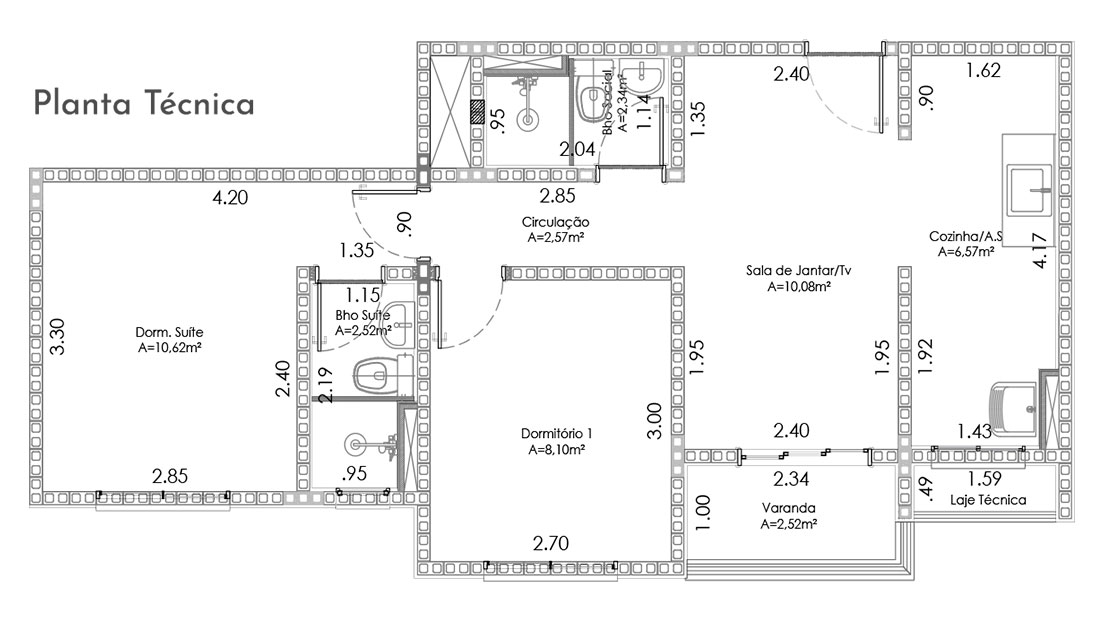 Planta Técnica
2.40
1.62
.90
.95
Bho Social
A=2,34m²
1.14
1.35
2.04
4.20
2.85
.90
Circulação
A=2,57m²
1.35
Cozinha/A.S
A=6,57m²
4.17
Sala de Jantar/Tv
A=10,08m²
1.15
Bho Suíte
A=2,52m²
3.30
Dorm. Suíte
A=10,62m²
2.40
2.19
1.95
1.95
1.92
3.00
Dormitório 1
A=8,10m²
2.40
1.43
2.85
.95
2.34
1.00
Varanda
A=2,52m²
.49
1.59
Laje Técnica
2.70